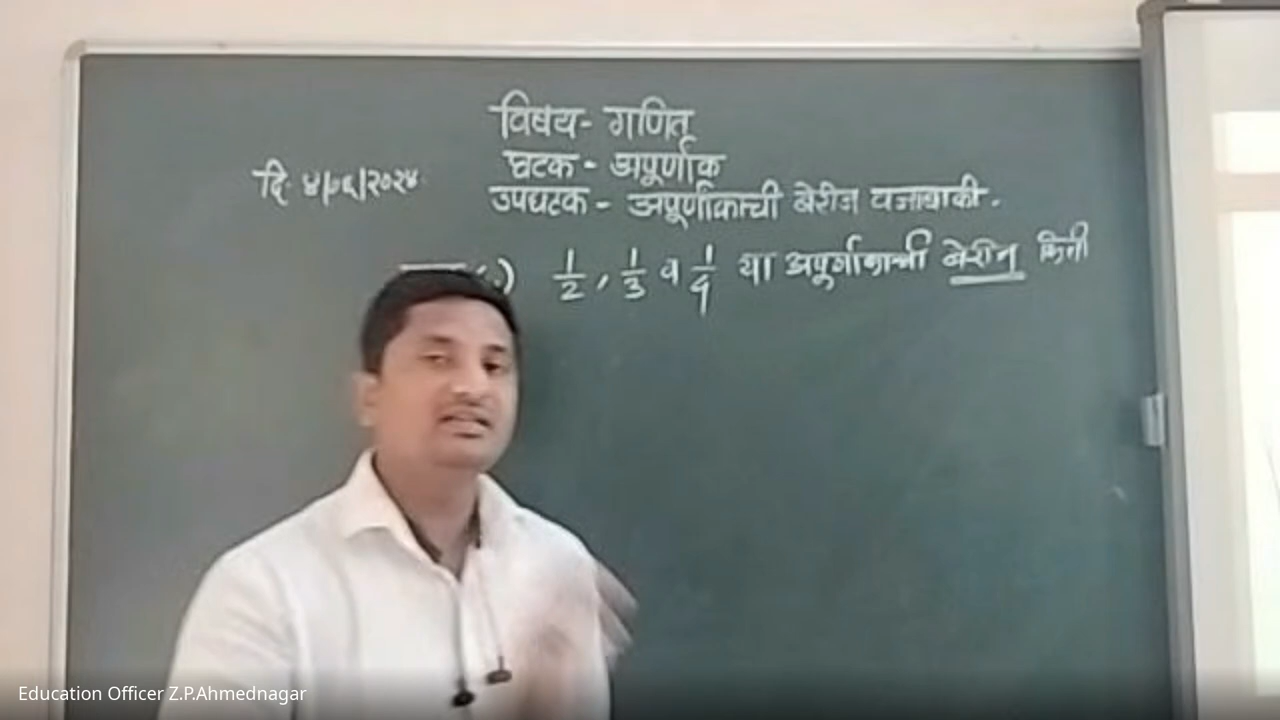 विषय- गणित
घटक - अपूर्णांक
दि. ४/०६/२०२४
उपघटक - अपूर्णांकाची बेरीज वजाबाकी.
1/2 , 1/3 व 1/4 या अपूर्णांकाची बेरीज किती
Education Officer Z.P.Ahmednagar